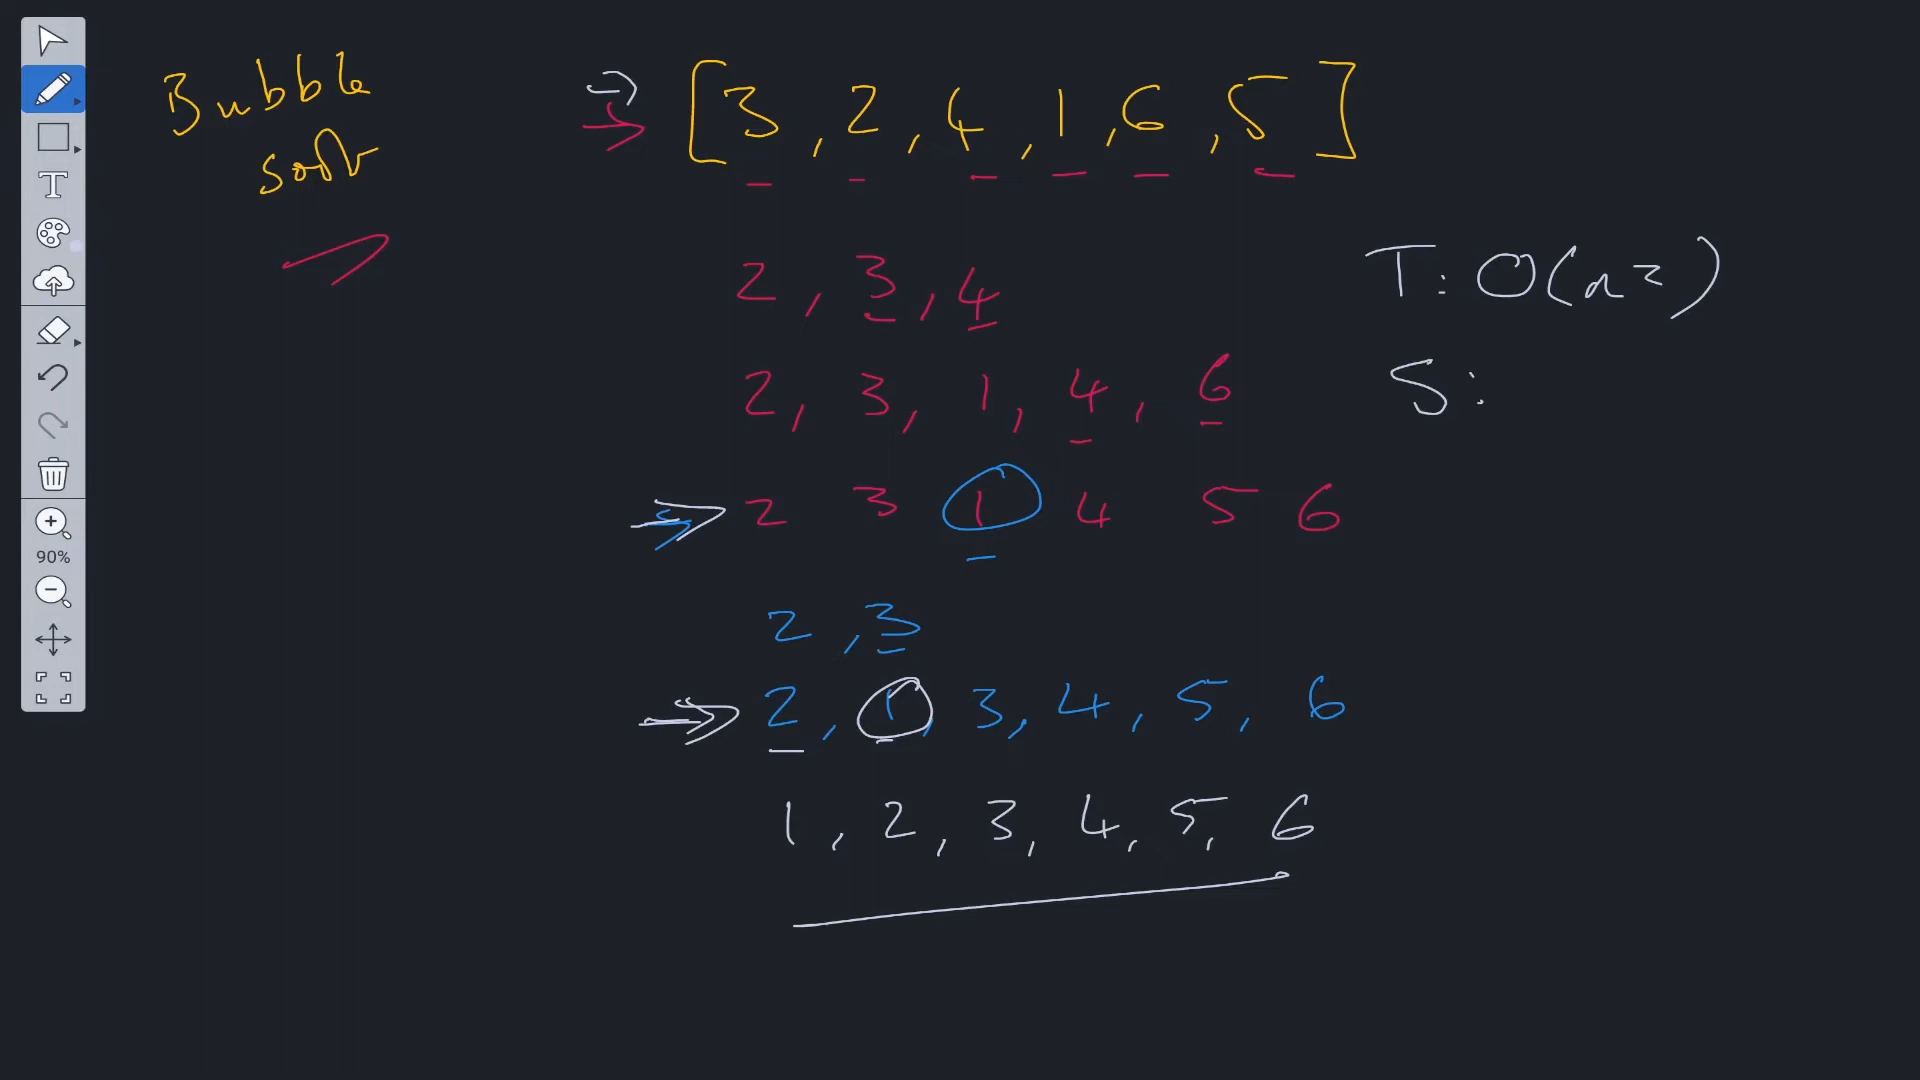 Bubble
sort
[3, 2, 4, 1, 6, 5]
2, 3, 4
T: O(n2)
2, 3, 1, 4, 6
S:
2 3 1 4 5 6
2, 3
2, 1, 3, 4, 5, 6
1, 2, 3, 4, 5, 6
T
90%